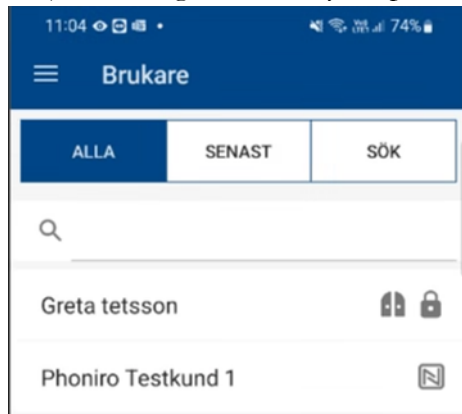 11:04 74%
Brukare
ALLA SENAST SÖK
Greta tetsson
Phoniro Testkund 1